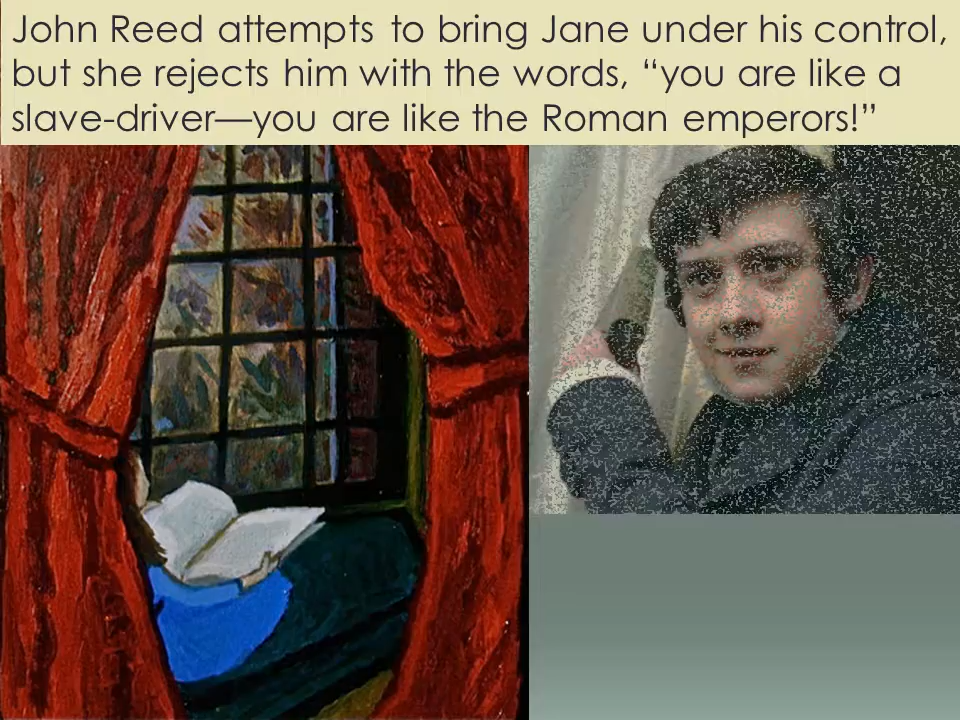 John Reed attempts to bring Jane under his control,
but she rejects him with the words, “you are like a
slave-driver—you are like the Roman emperors!”